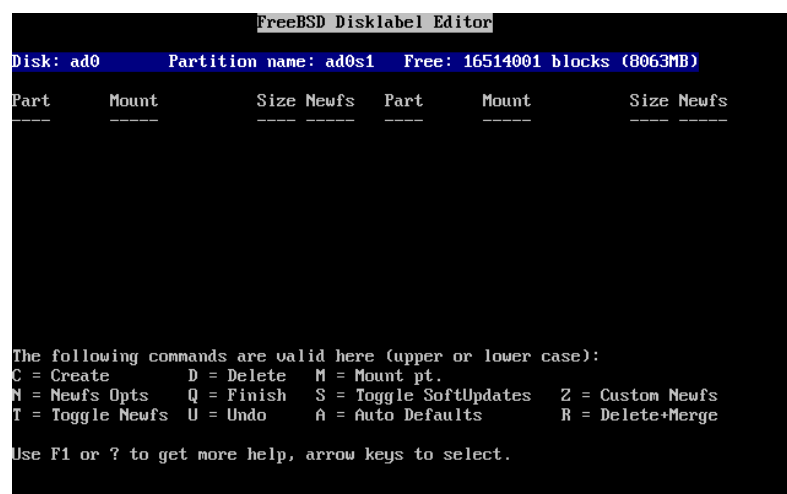 FreeBSD Disklabel Editor
Disk: ad0 Partition name: ad0s1 Free: 16514001 blocks (8063MB)
Part Mount Size Newfs Part Mount Size Newfs
---- ----- ---- ----- ---- ----- ---- -----
The following commands are valid here (upper or lower case):
C = Create D = Delete M = Mount pt.
N = Newfs Opts Q = Finish S = Toggle SoftUpdates Z = Custom Newfs
T = Toggle Newfs U = Undo A = Auto Defaults R = Delete+Merge
Use F1 or ? to get more help, arrow keys to select.